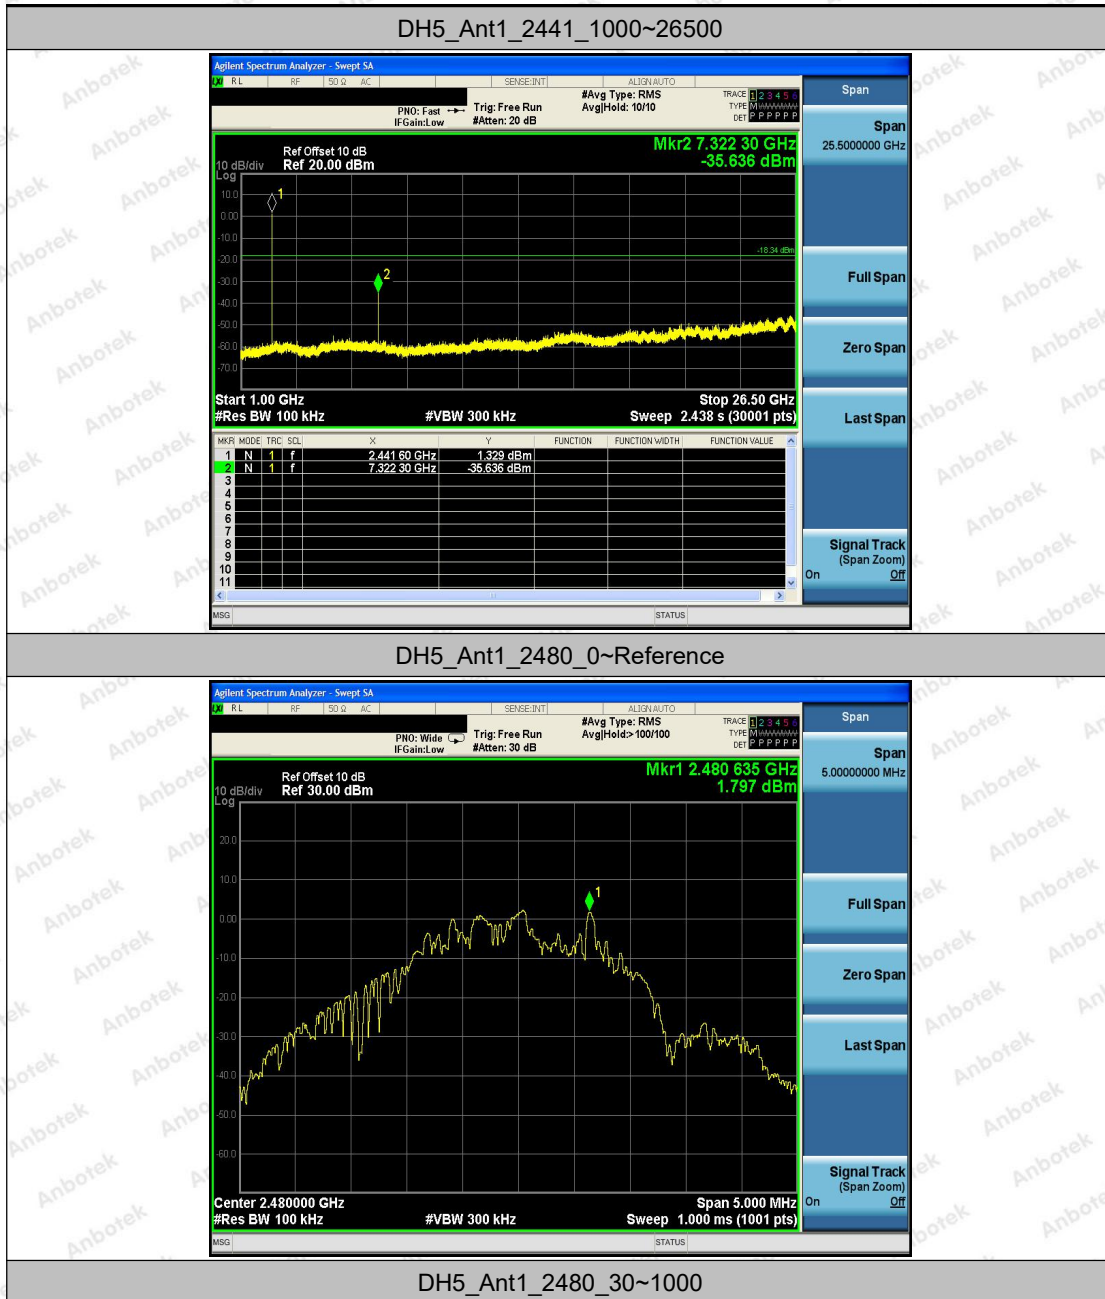 DH5_Ant1_2441_1000~26500
Agilent Spectrum Analyzer - Swept SA
RL RF 50 Ω AC SENSE:INT ALIGN AUTO
#Avg Type: RMS TRACE 1 2 3 4 5 6
PNO: Fast Trig: Free Run Avg|Hold: 10/10 TYPE M
IFGain:Low #Atten: 20 dB DET P P P P P P
Mkr2 7.322 30 GHz
-35.636 dBm
Ref Offset 10 dB
10 dB/div Ref 20.00 dBm
Log
10.0
0.00
-10.0
-20.0
-30.0
-40.0
-50.0
-60.0
-70.0
1
2
-18.34 dBm
Start 1.00 GHz Stop 26.50 GHz
#Res BW 100 kHz #VBW 300 kHz Sweep 2.438 s (30001 pts)
MKR MODE TRC SCL X Y FUNCTION FUNCTION WIDTH FUNCTION VALUE
1 N 1 f 2.441 60 GHz 1.329 dBm
2 N 1 f 7.322 30 GHz -35.636 dBm
3
4
5
6
7
8
9
10
11
MSG STATUS
Span
Span
25.5000000 GHz
Full Span
Zero Span
Last Span
Signal Track
(Span Zoom)
On Off
DH5_Ant1_2480_0~Reference
Agilent Spectrum Analyzer - Swept SA
RL RF 50 Ω AC SENSE:INT ALIGN AUTO
#Avg Type: RMS TRACE 1 2 3 4 5 6
PNO: Wide Trig: Free Run Avg|Hold:>100/100 TYPE M
IFGain:Low #Atten: 30 dB DET P P P P P P
Mkr1 2.480 635 GHz
1.797 dBm
Ref Offset 10 dB
10 dB/div Ref 30.00 dBm
Log
20.0
10.0
0.00
-10.0
-20.0
-30.0
-40.0
-50.0
-60.0
1
Center 2.480000 GHz Span 5.000 MHz
#Res BW 100 kHz #VBW 300 kHz Sweep 1.000 ms (1001 pts)
MSG STATUS
Span
Span
5.00000000 MHz
Full Span
Zero Span
Last Span
Signal Track
(Span Zoom)
On Off
DH5_Ant1_2480_30~1000
Anbotek